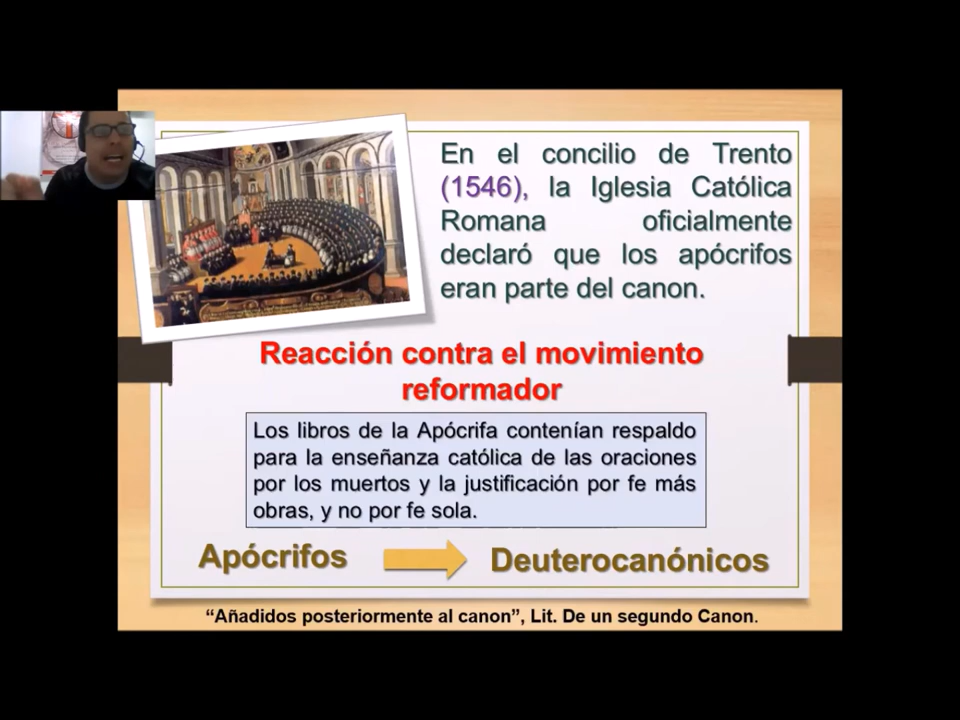 En el concilio de Trento
(1546), la Iglesia Católica
Romana oficialmente
declaró que los apócrifos
eran parte del canon.
Reacción contra el movimiento
reformador
Los libros de la Apócrifa contenían respaldo
para la enseñanza católica de las oraciones
por los muertos y la justificación por fe más
obras, y no por fe sola.
Apócrifos
Deuterocanónicos
“Añadidos posteriormente al canon”, Lit. De un segundo Canon.